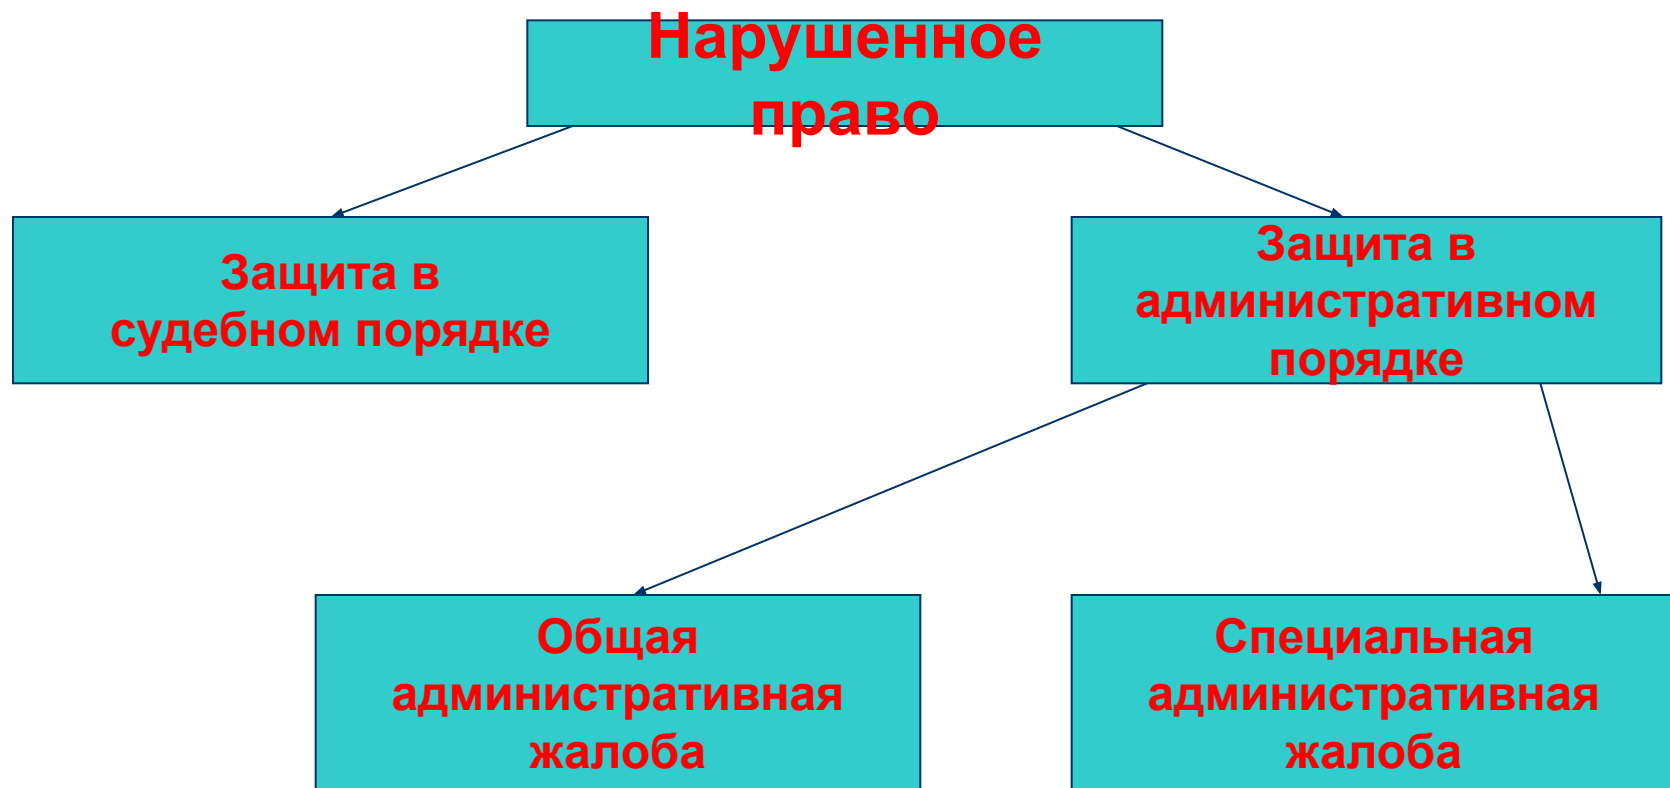 Нарушенное
право
Защита в
судебном порядке
Защита в
административном
порядке
Общая
административная
жалоба
Специальная
административная
жалоба